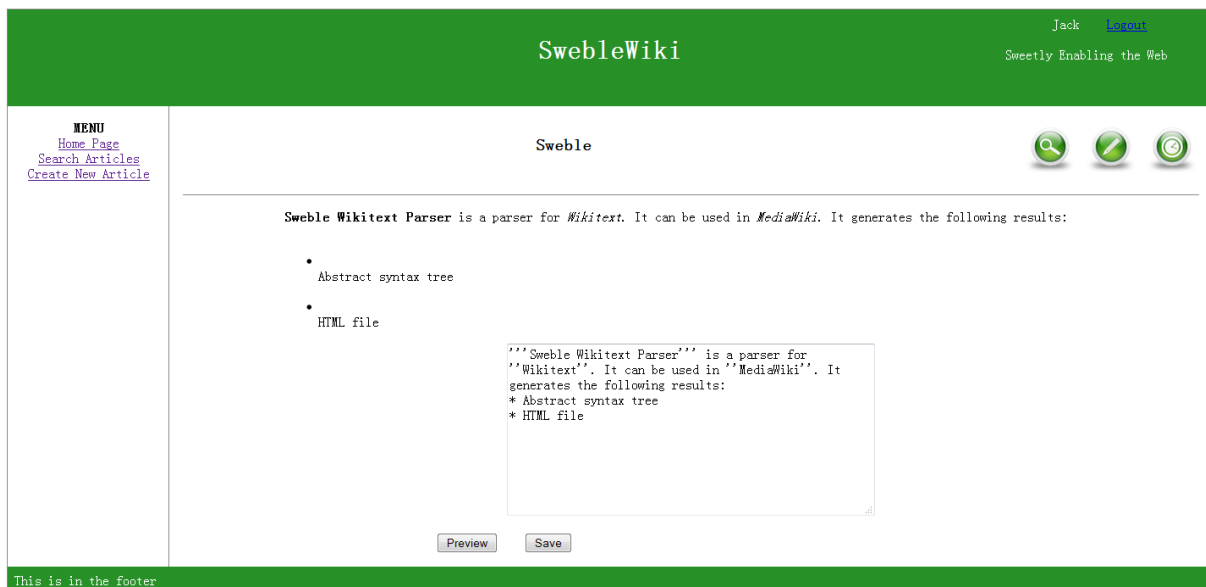 Jack Logout
SwebleWiki
Sweetly Enabling the Web
MENU
Home Page
Search Articles
Create New Article
Sweble
Sweble Wikitext Parser is a parser for Wikitext. It can be used in MediaWiki. It generates the following results:
• Abstract syntax tree
• HTML file
'''Sweble Wikitext Parser''' is a parser for
''Wikitext''. It can be used in ''MediaWiki''. It
generates the following results:
* Abstract syntax tree
* HTML file
Preview Save
This is in the footer